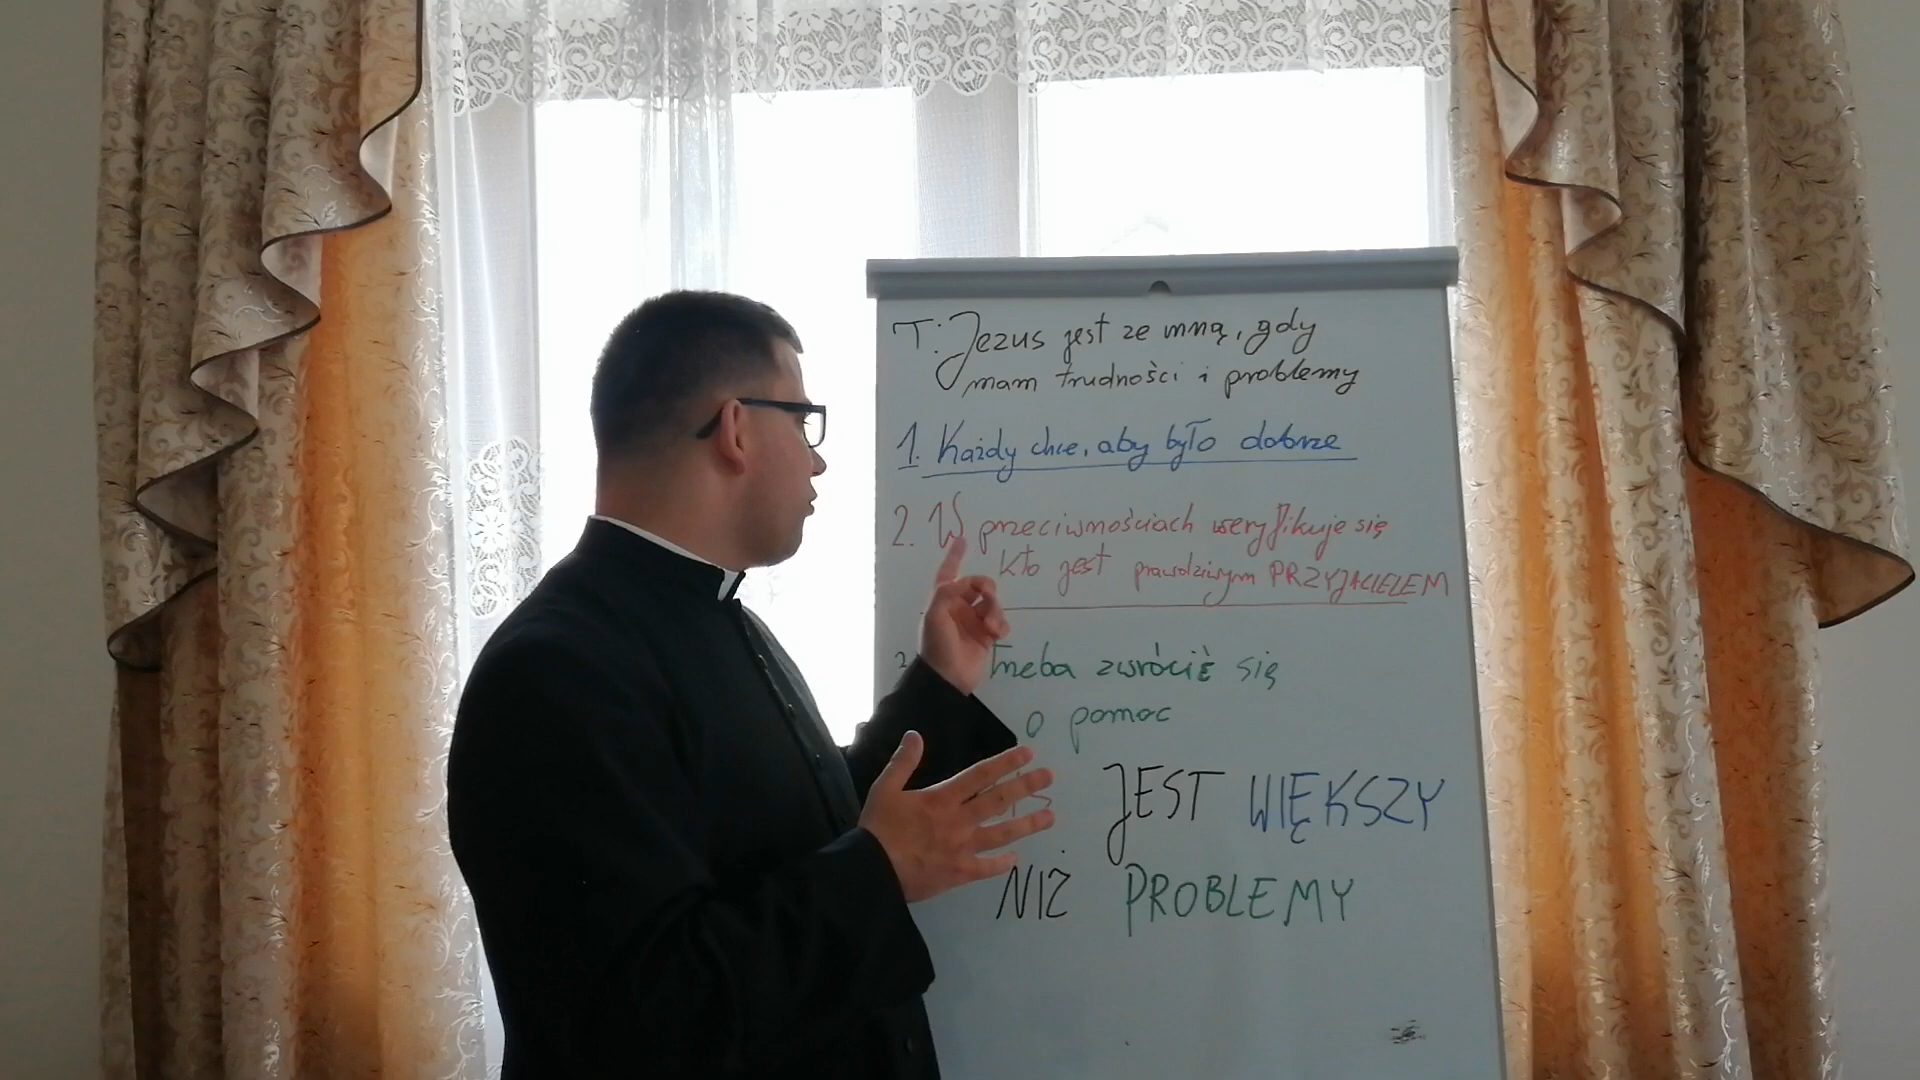 T: Jezus jest ze mną, gdy
mam trudności i problemy
1. Każdy chce, aby było dobrze
2. W przeciwnościach weryfikuje się
kto jest prawdziwym PRZYJACIELEM
Trzeba zwrócić się
o pomoc
JEST WIĘKSZY
NIŻ PROBLEMY